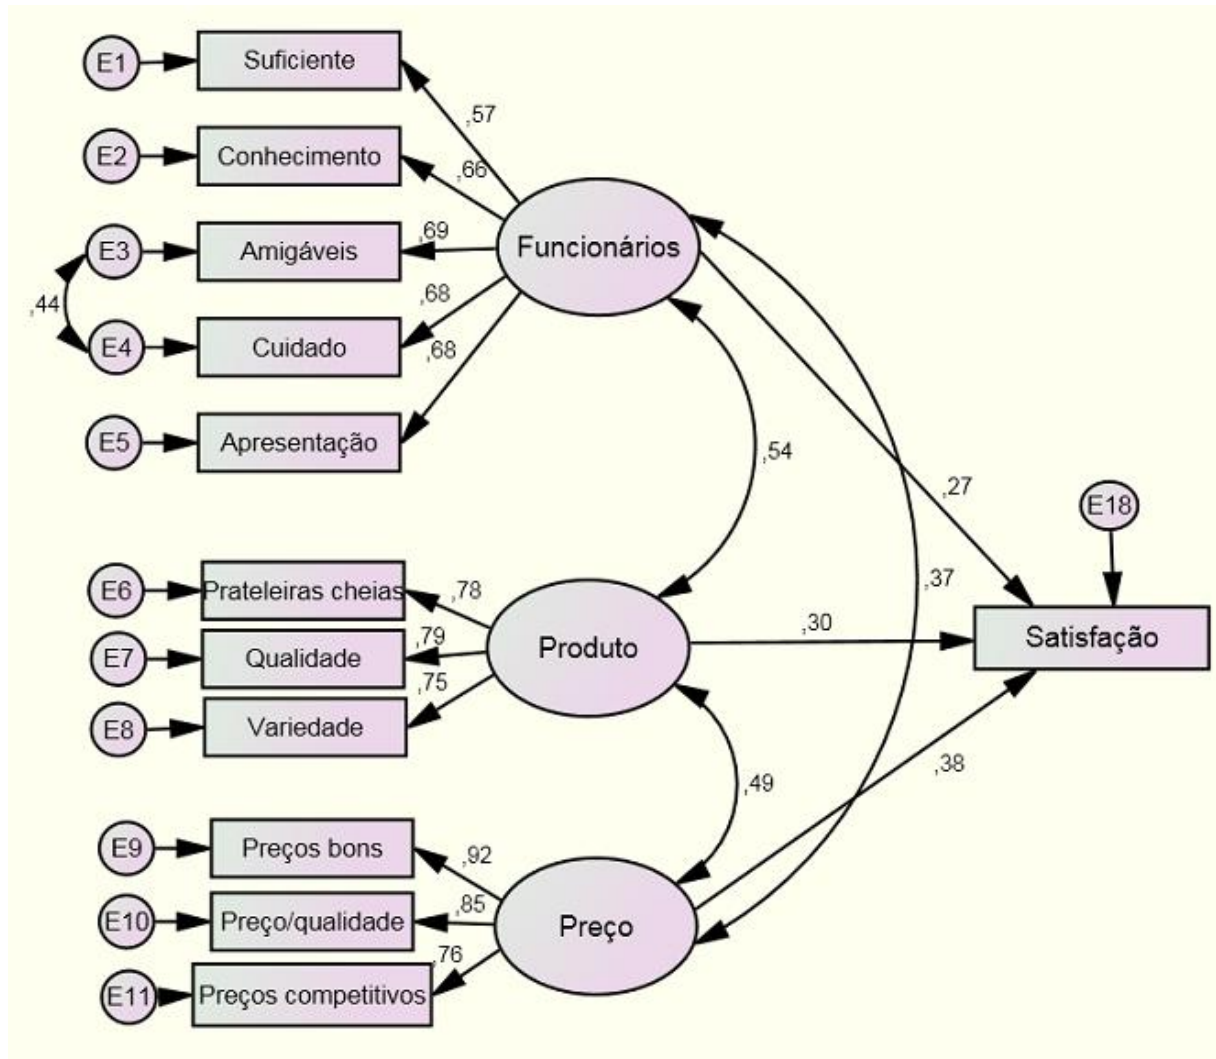 E1
Suficiente
,57
E2
Conhecimento
,66
E3
Amigáveis
,69
Funcionários
,44
,68
E4
Cuidado
,68
E5
Apresentação
,54
,27
E18
E6
Prateleiras cheias
,78
,37
E7
Qualidade
,79
Produto
,30
Satisfação
,75
E8
Variedade
,38
,49
E9
Preços bons
,92
E10
Preço/qualidade
,85
Preço
,76
E11
Preços competitivos